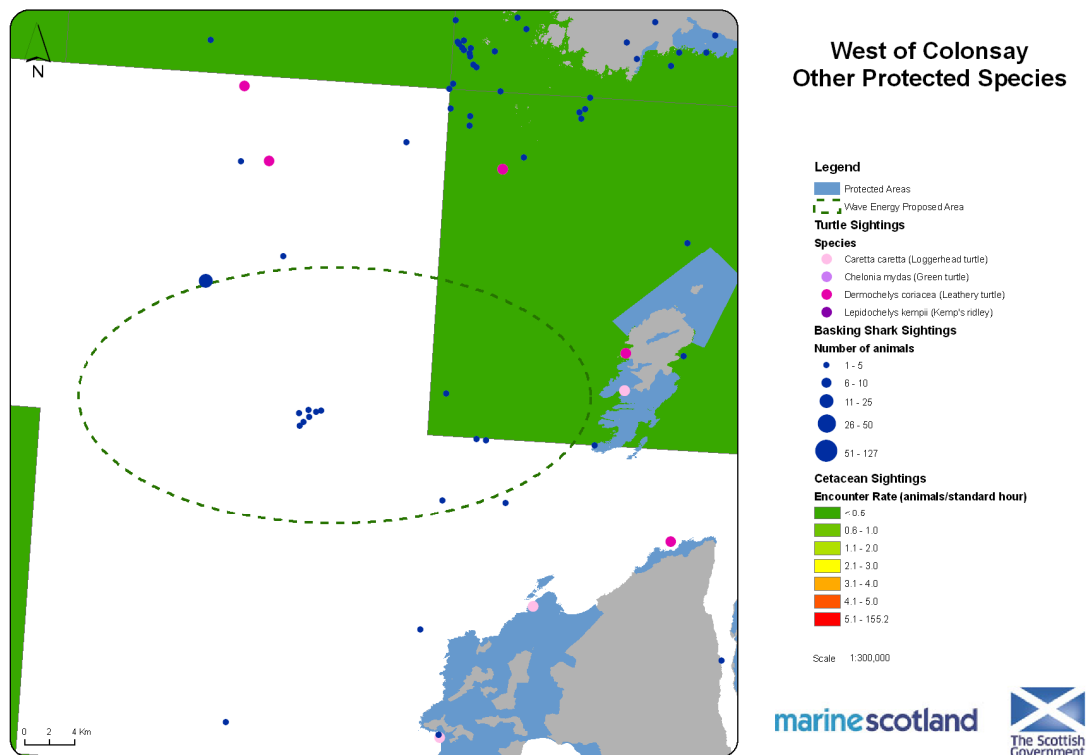 West of Colonsay
Other Protected Species
N
Legend
Protected Areas
Wave Energy Proposed Area
Turtle Sightings
Species
Caretta caretta (Loggerhead turtle)
Chelonia mydas (Green turtle)
Dermochelys coriacea (Leathery turtle)
Lepidochelys kempii (Kemp's ridley)
Basking Shark Sightings
Number of animals
1 - 5
6 - 10
11 - 25
26 - 50
51 - 127
Cetacean Sightings
Encounter Rate (animals/standard hour)
< 0.5
0.6 - 1.0
1.1 - 2.0
2.1 - 3.0
3.1 - 4.0
4.1 - 5.0
5.1 - 155.2
Scale 1:300,000
0 2 4 Km
marinescotland
The Scottish
Government